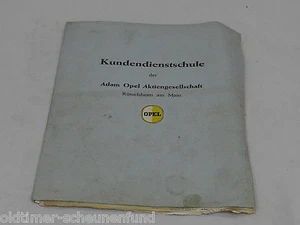 Kundendienstschule
der
Adam Opel Aktiengesellschaft
Rüsselsheim am Main
OPEL
oldtimer-scheunenfund